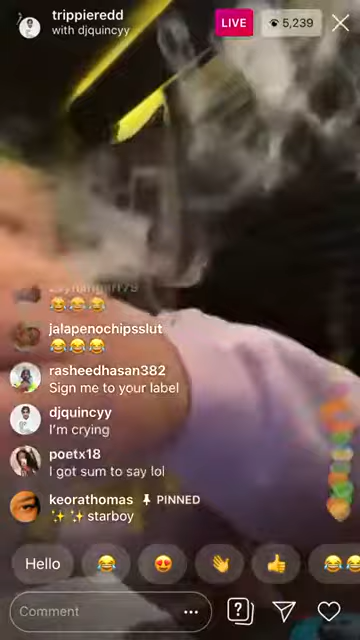 trippieredd
with djquincyy
LIVE
5,239
😂😂😂
jalapenochipsslut
😂😂😂
rasheedhasan382
Sign me to your label
djquincyy
I'm crying
poetx18
I got sum to say lol
keorathomas PINNED
✨✨starboy
Hello 😂 😍 👋 👍 😂😂
Comment ...